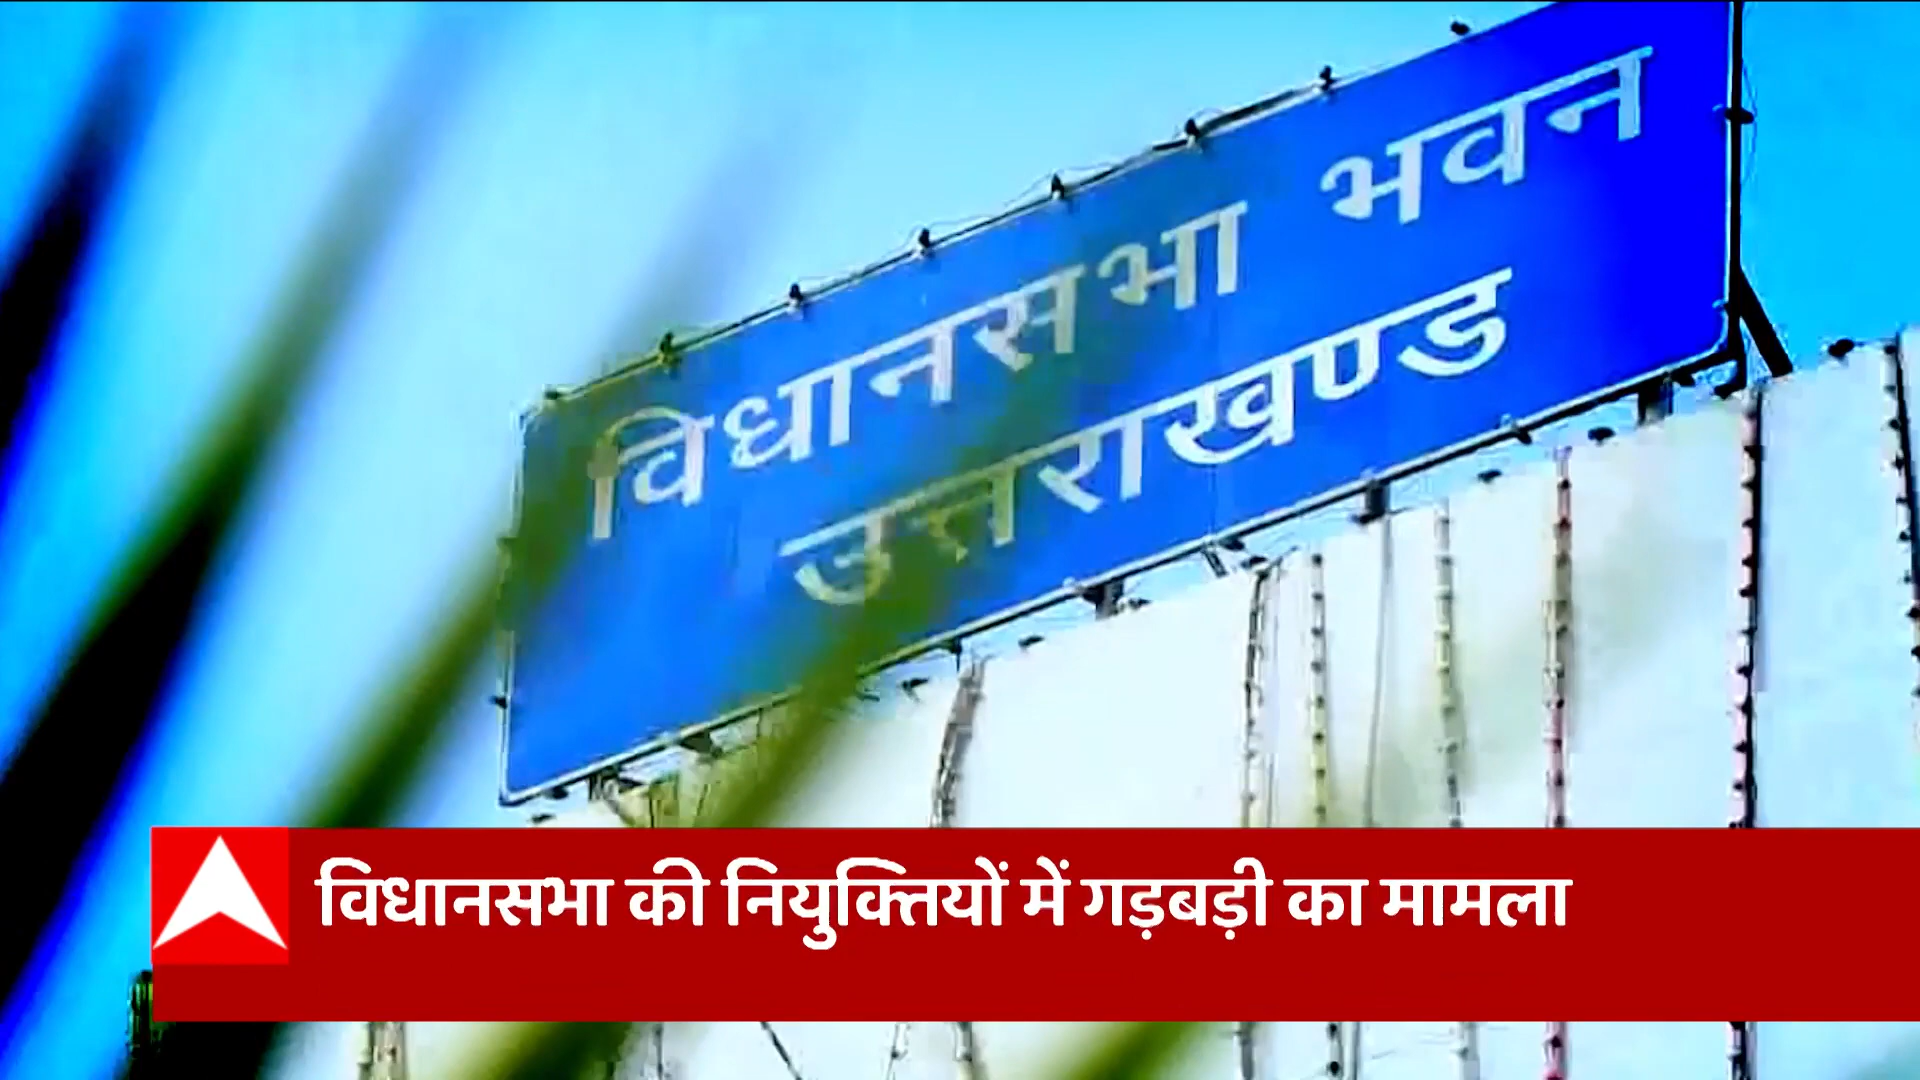 विधानसभा भवन
उत्तराखण्ड
विधानसभा की नियुक्तियों में गड़बड़ी का मामला